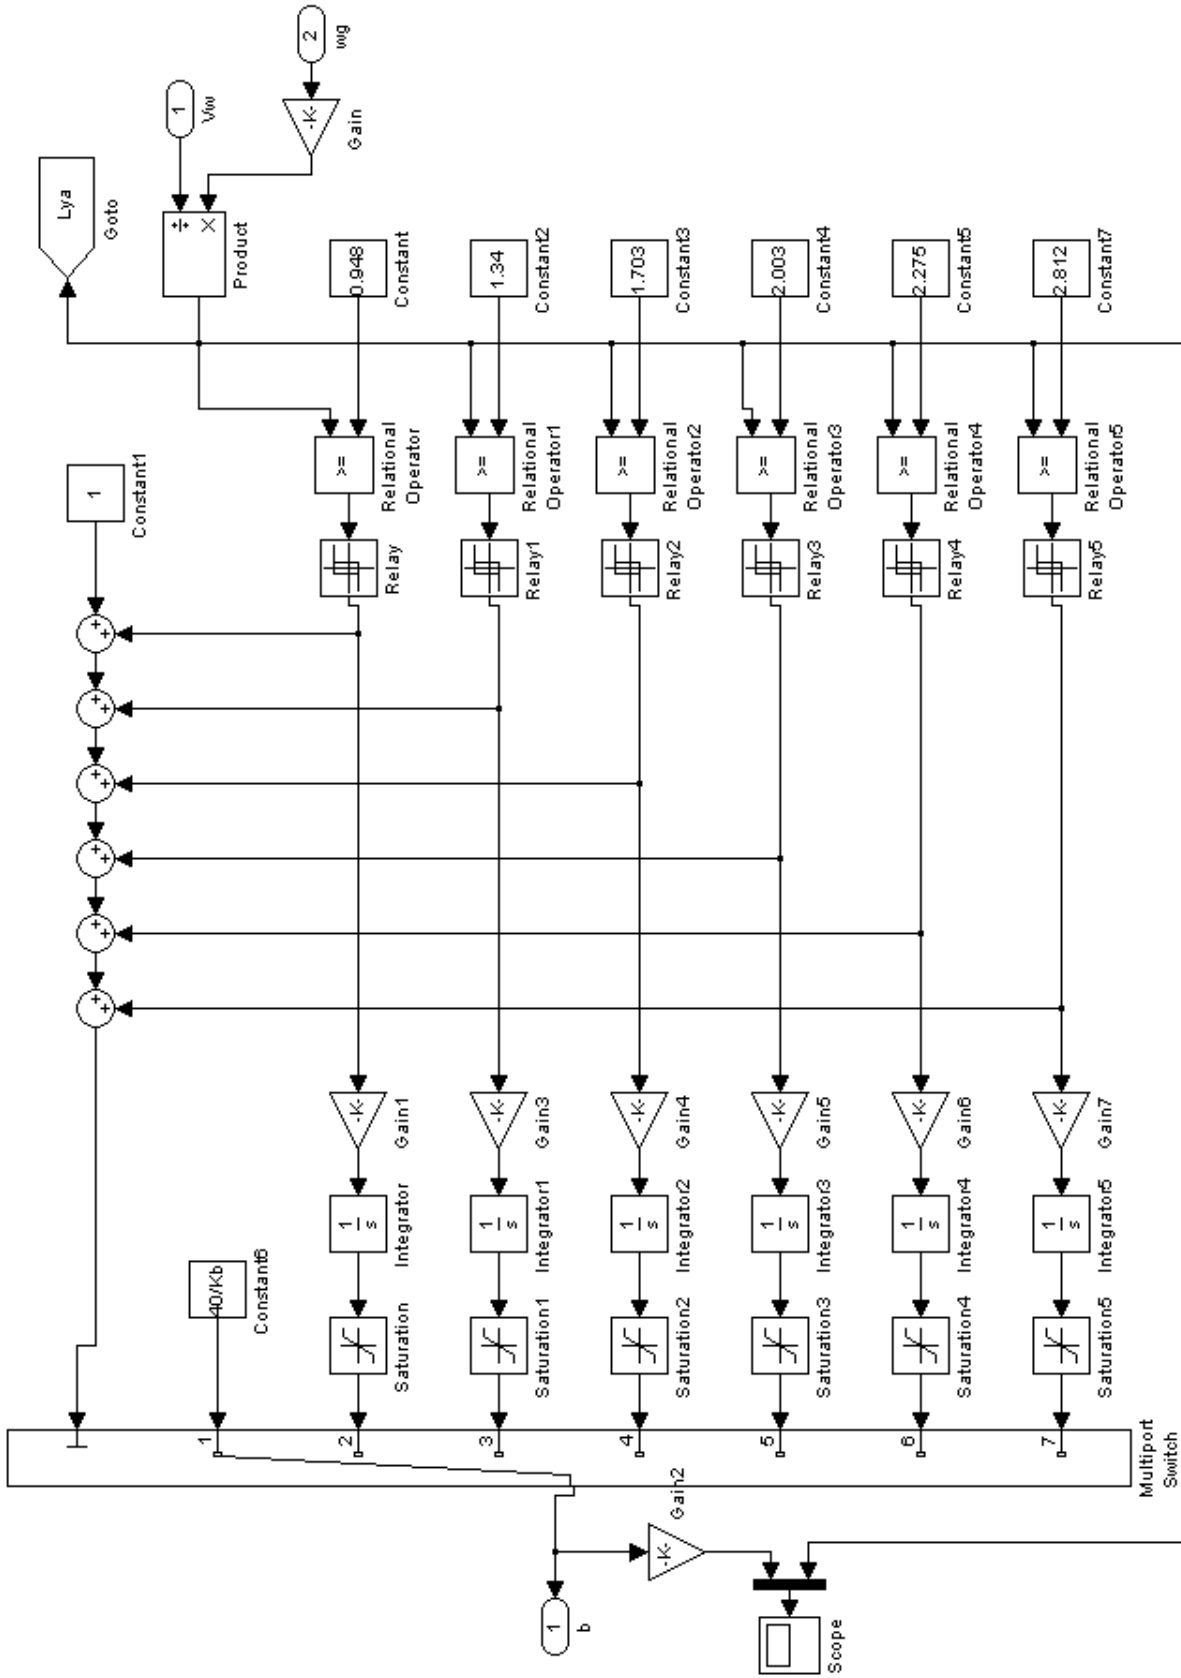 Lya
Goto
1
Constant1
+
+
+
+
+
+
+
+
+
+
+
+
1
Vw
÷
×
Product
2
wg
-K-
Gain
40/Kb
Constant6
1
0.948
Constant
>=
Relational
Operator
Relay
-K-
Gain1
1
s
Integrator
Saturation
2
1.34
Constant2
>=
Relational
Operator1
Relay1
-K-
Gain3
1
s
Integrator1
Saturation1
3
1.703
Constant3
>=
Relational
Operator2
Relay2
-K-
Gain4
1
s
Integrator2
Saturation2
4
2.003
Constant4
>=
Relational
Operator3
Relay3
-K-
Gain5
1
s
Integrator3
Saturation3
5
2.275
Constant5
>=
Relational
Operator4
Relay4
-K-
Gain6
1
s
Integrator4
Saturation4
6
2.812
Constant7
>=
Relational
Operator5
Relay5
-K-
Gain7
1
s
Integrator5
Saturation5
7
Multiport
Switch
1
b
-K-
Gain2
Scope